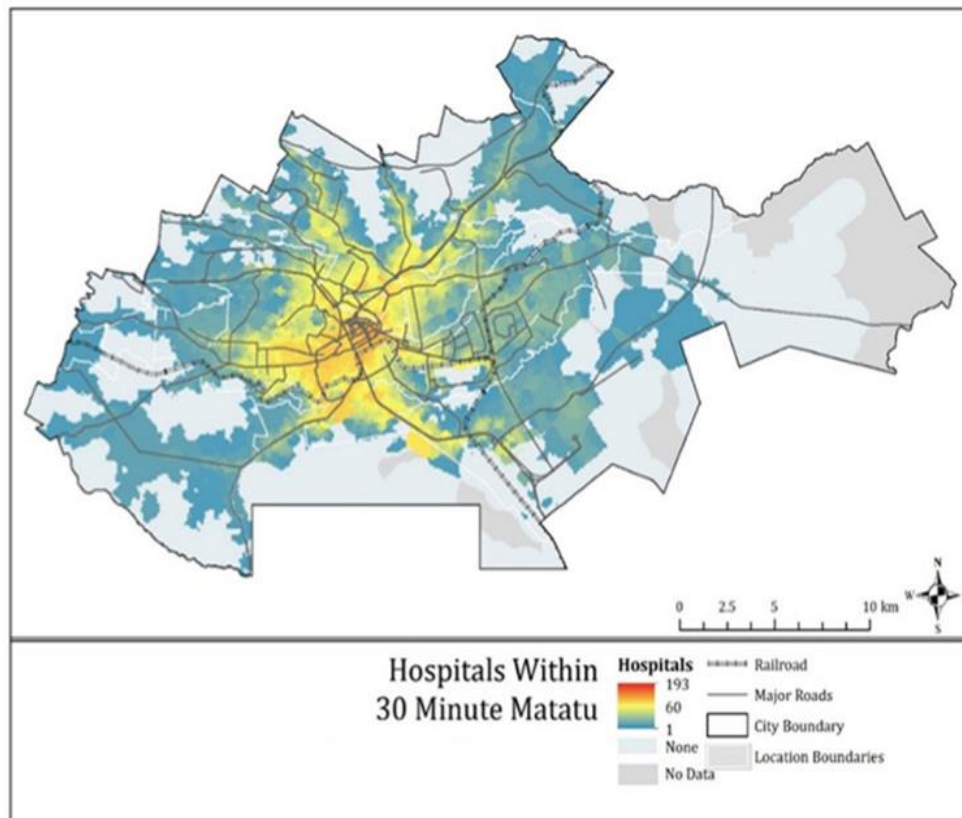 N
W
S
0 2.5 5 10 km
Hospitals Within
30 Minute Matatu
Hospitals
193
60
1
None
No Data
Railroad
Major Roads
City Boundary
Location Boundaries